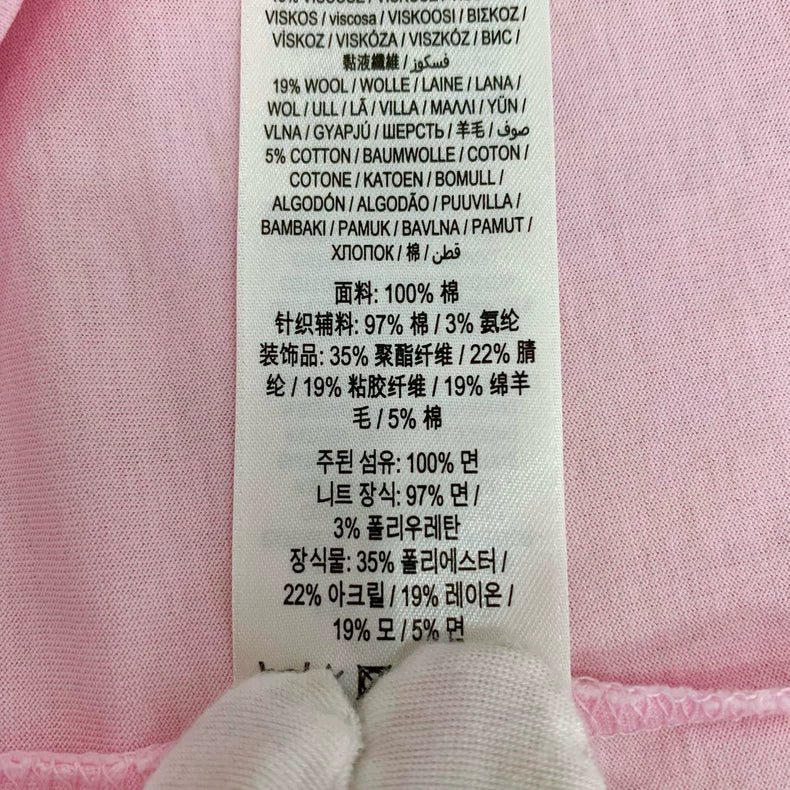 VISKOS / viscosa / VISKOOSI / ΒΙΣΚΟΖ /
VİSKOZ / VISKÓZA / VISZKÓZ / ВИС /
黏液纖維 / فسكوز
19% WOOL / WOLLE / LAINE / LANA /
WOL / ULL / LÃ / VILLA / ΜΑΛΛΙ / YÜN /
VLNA / GYAPJÚ / ШЕРСТЬ / 羊毛 / صوف
5% COTTON / BAUMWOLLE / COTON /
COTONE / KATOEN / BOMULL /
ALGODÓN / ALGODÃO / PUUVILLA /
BAMBAKI / PAMUK / BAVLNA / PAMUT /
ХЛОПОК / 棉 / قطن
面料: 100% 棉
针织辅料: 97% 棉 / 3% 氨纶
装饰品: 35% 聚酯纤维 / 22% 腈
纶 / 19% 粘胶纤维 / 19% 绵羊
毛 / 5% 棉
주된 섬유: 100% 면
니트 장식: 97% 면 /
3% 폴리우레탄
장식물: 35% 폴리에스터 /
22% 아크릴 / 19% 레이온 /
19% 모 / 5% 면